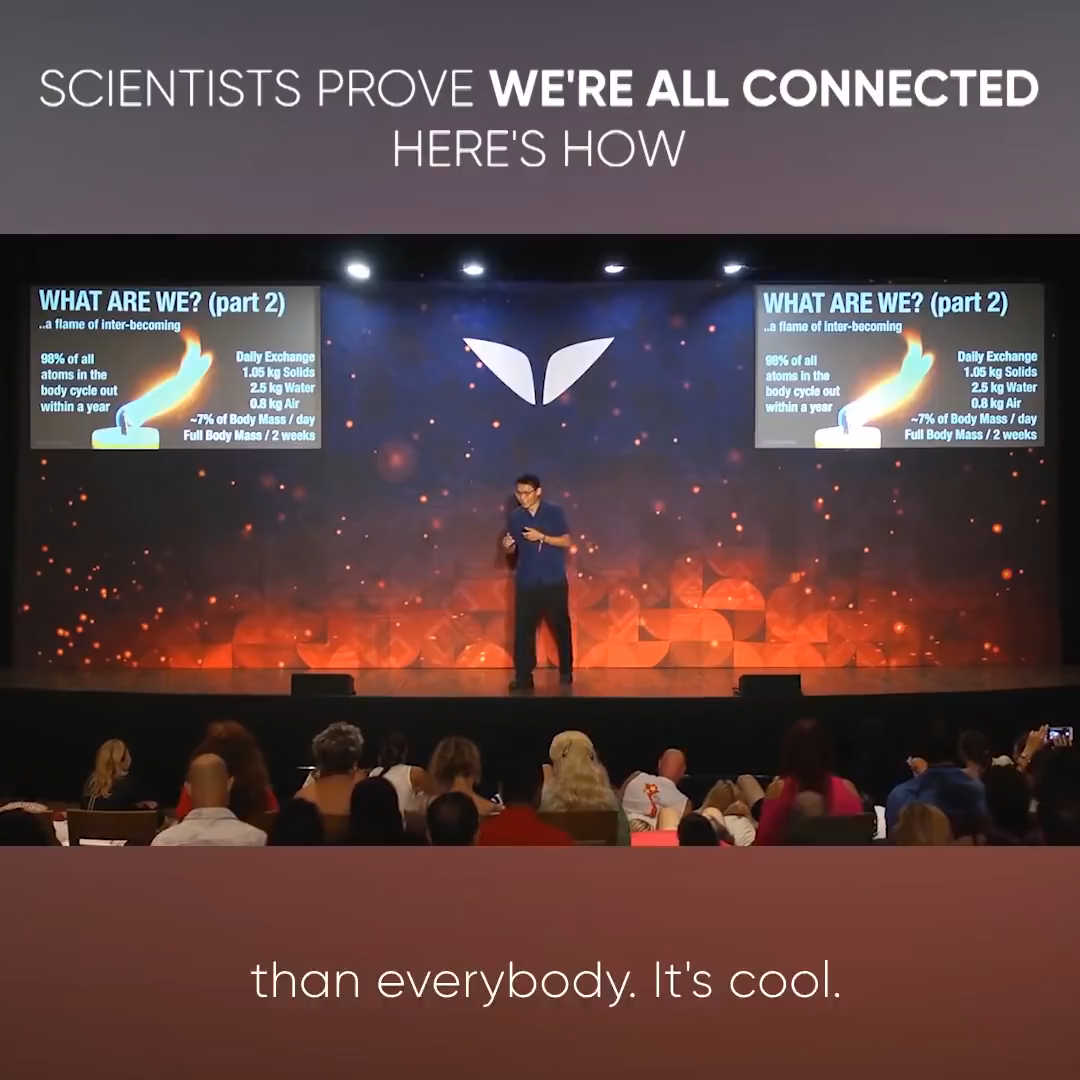 SCIENTISTS PROVE WE'RE ALL CONNECTED
HERE'S HOW
WHAT ARE WE? (part 2)
..a flame of inter-becoming
98% of all
atoms in the
body cycle out
within a year
Daily Exchange
1.05 kg Solids
2.5 kg Water
0.8 kg Air
~7% of Body Mass / day
Full Body Mass / 2 weeks
WHAT ARE WE? (part 2)
..a flame of inter-becoming
98% of all
atoms in the
body cycle out
within a year
Daily Exchange
1.05 kg Solids
2.5 kg Water
0.8 kg Air
~7% of Body Mass / day
Full Body Mass / 2 weeks
than everybody. It's cool.